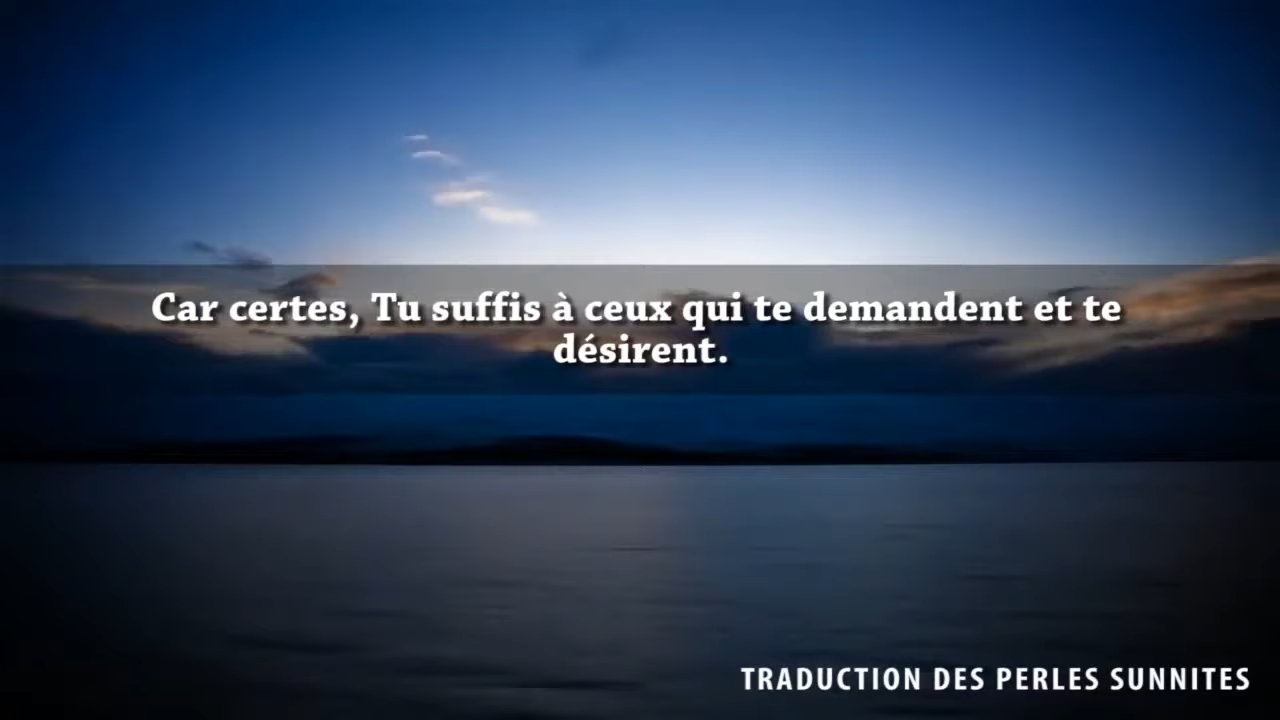 Car certes, Tu suffis à ceux qui te demandent et te
désirent.
TRADUCTION DES PERLES SUNNITES